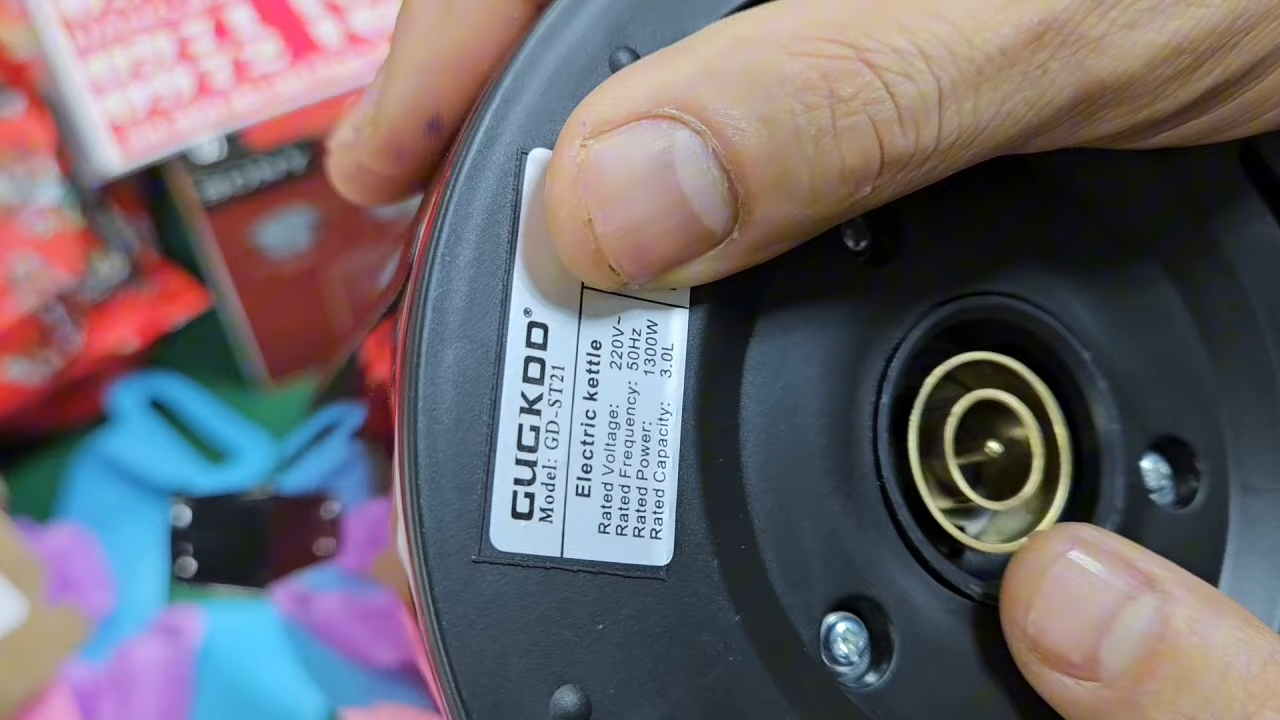 GUGKDD®
Model: GD-ST21
Electric kettle
Rated Voltage: 220V~
Rated Frequency: 50Hz
Rated Power: 1300W
Rated Capacity: 3.0L